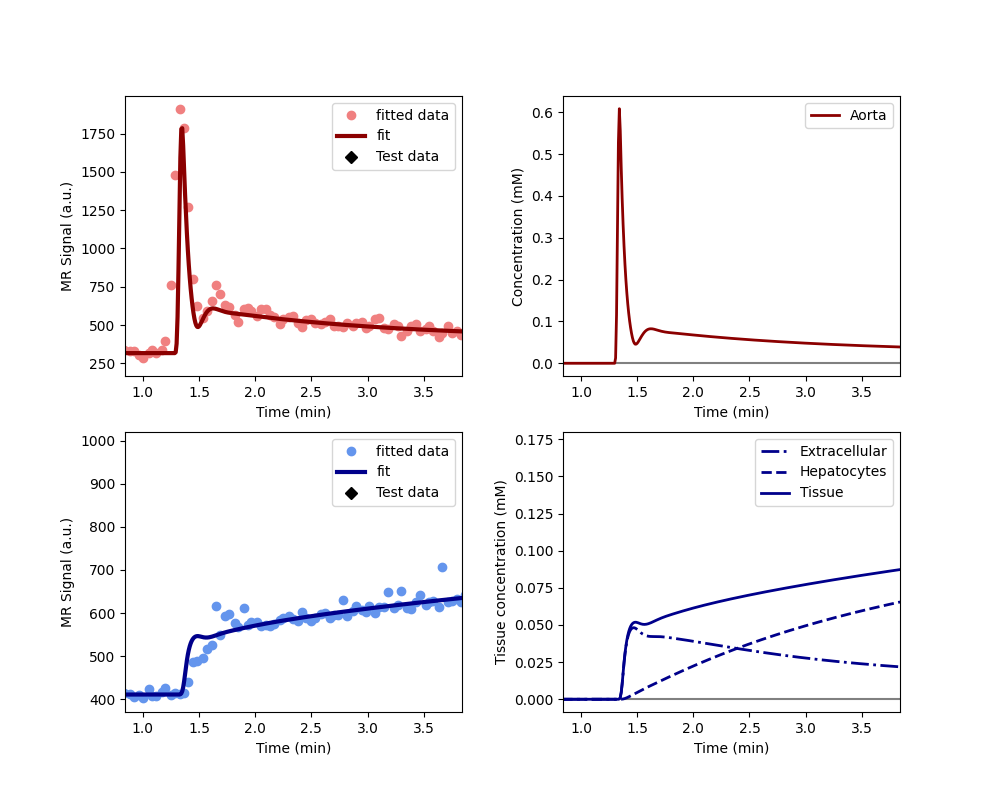 MR Signal (a.u.)
1750
1500
1250
1000
750
500
250
fitted data
fit
Test data
1.0 1.5 2.0 2.5 3.0 3.5
Time (min)
Concentration (mM)
0.6
0.5
0.4
0.3
0.2
0.1
0.0
Aorta
1.0 1.5 2.0 2.5 3.0 3.5
Time (min)
MR Signal (a.u.)
1000
900
800
700
600
500
400
fitted data
fit
Test data
1.0 1.5 2.0 2.5 3.0 3.5
Time (min)
Tissue concentration (mM)
0.175
0.150
0.125
0.100
0.075
0.050
0.025
0.000
Extracellular
Hepatocytes
Tissue
1.0 1.5 2.0 2.5 3.0 3.5
Time (min)